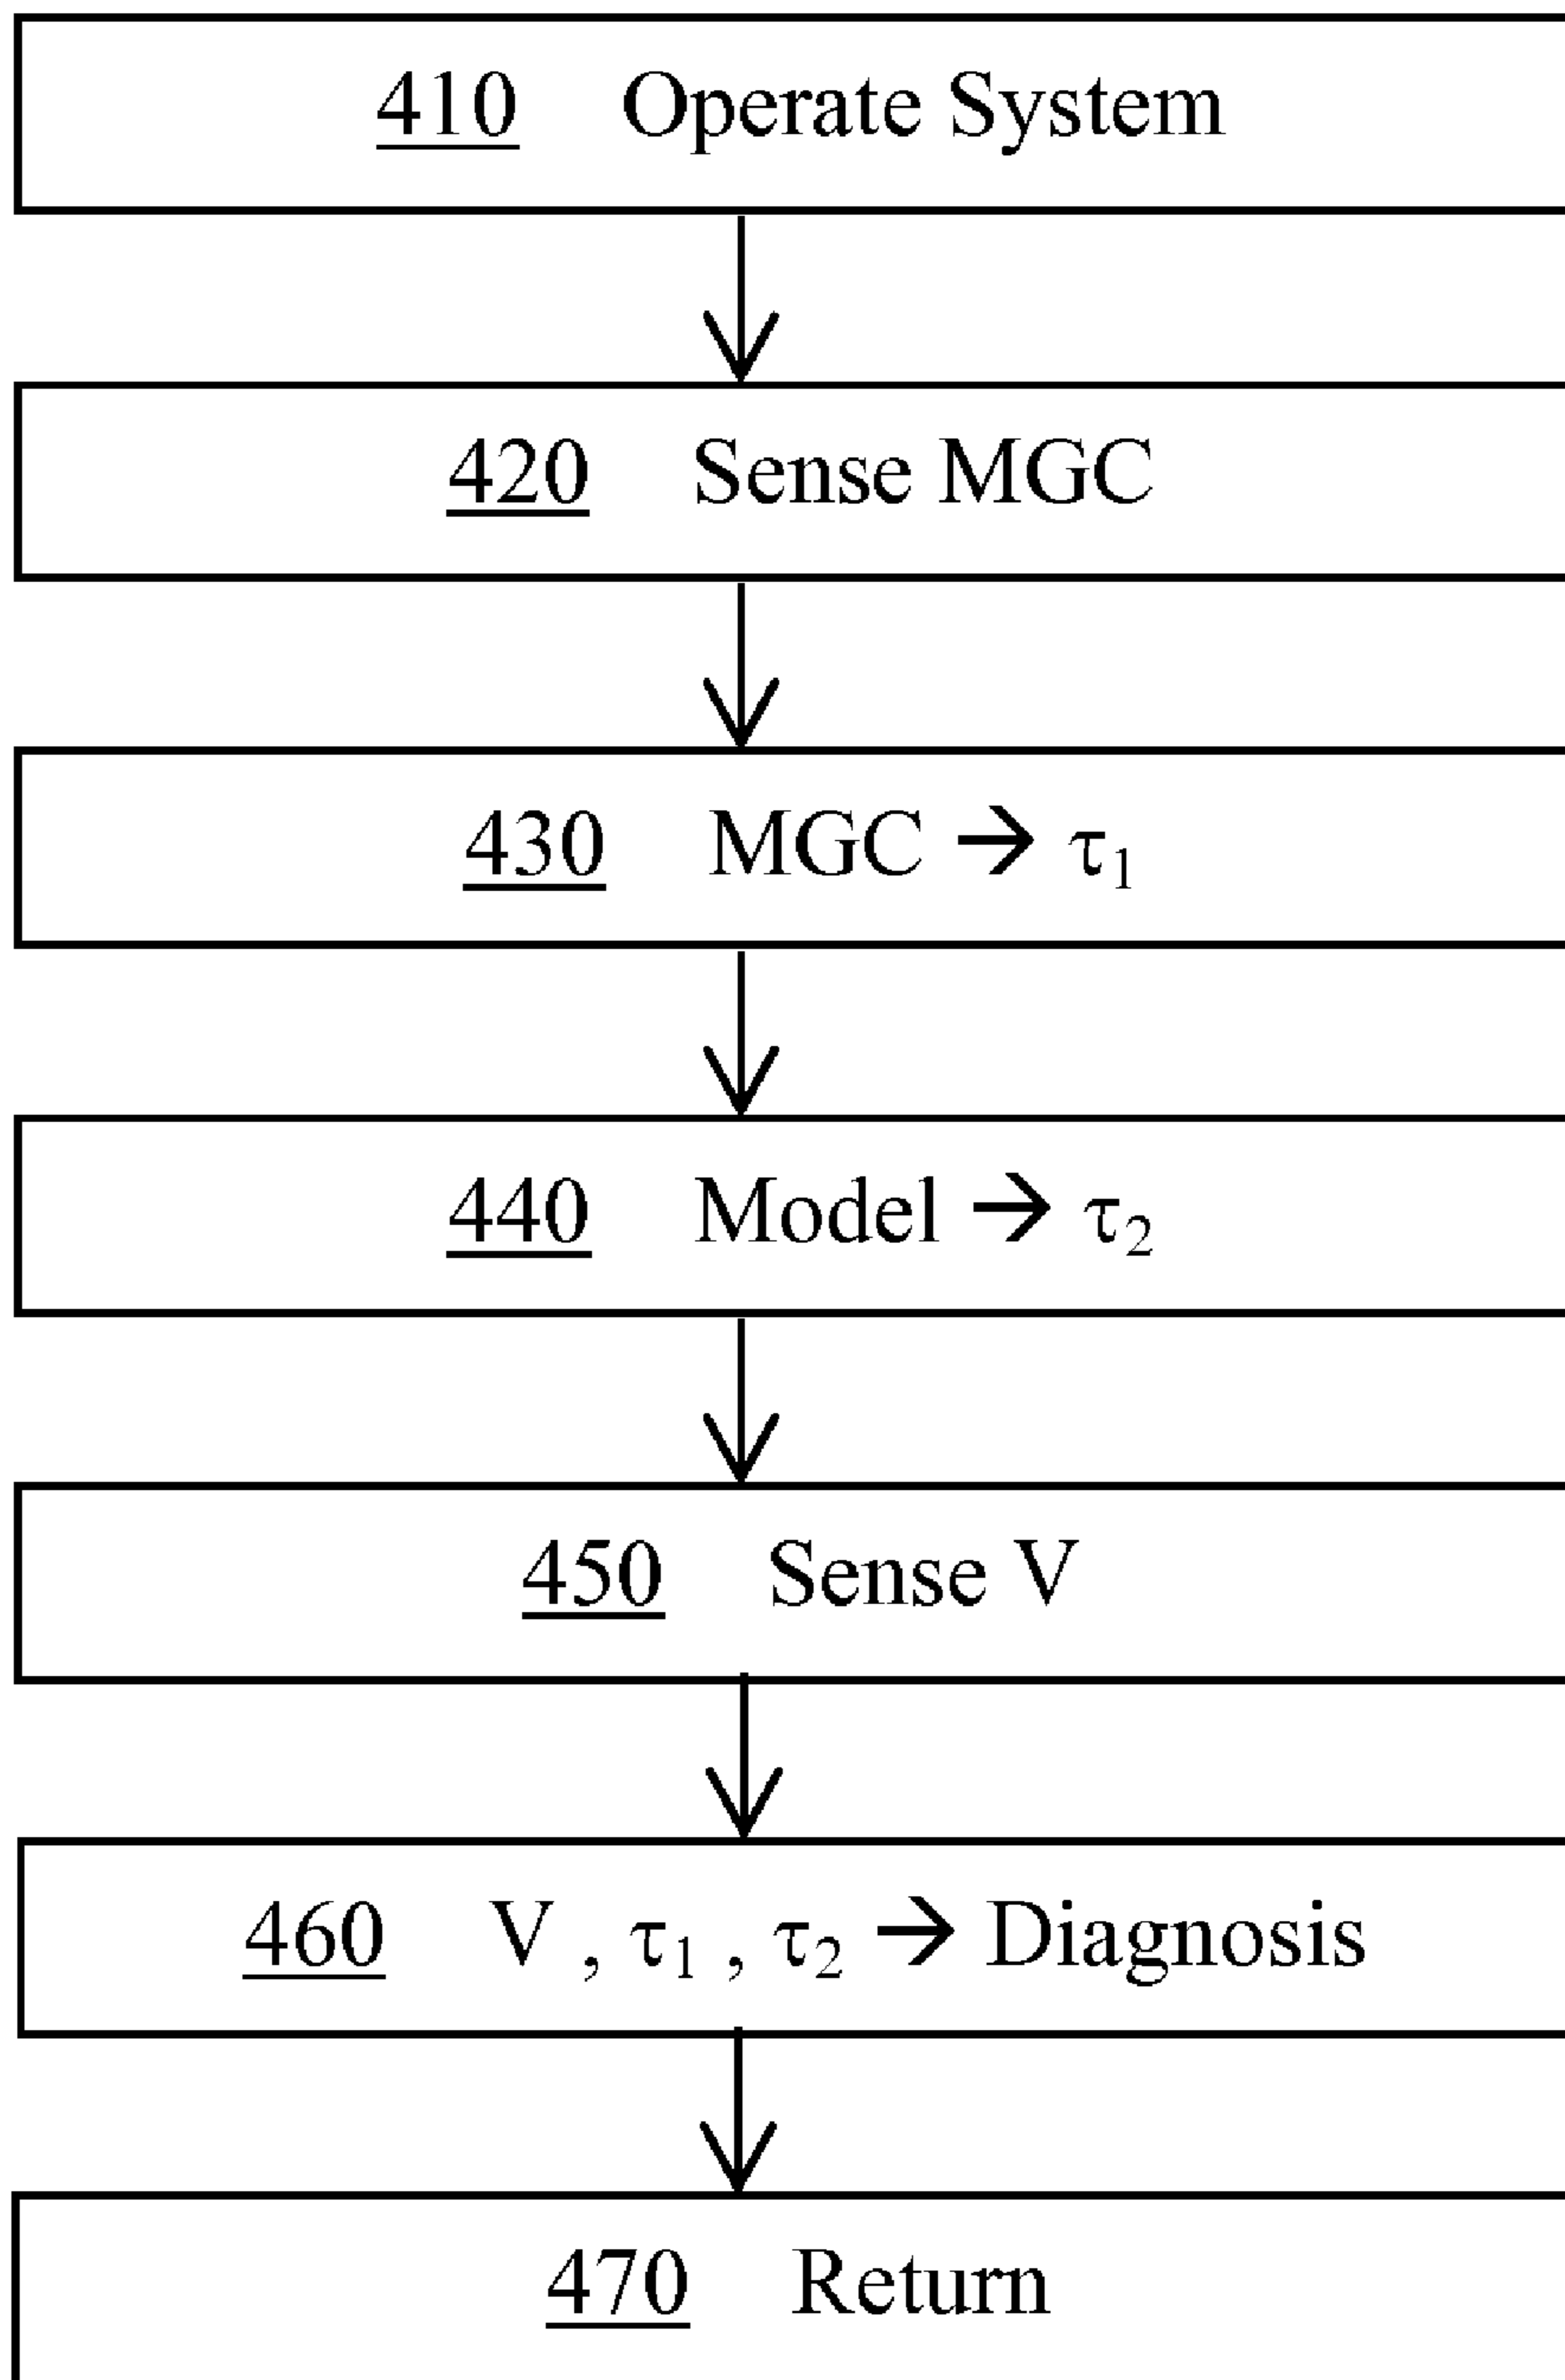 410 Operate System
420 Sense MGC
430 MGC → τ₁
440 Model → τ₂
450 Sense V
460 V , τ₁ , τ₂ → Diagnosis
470 Return